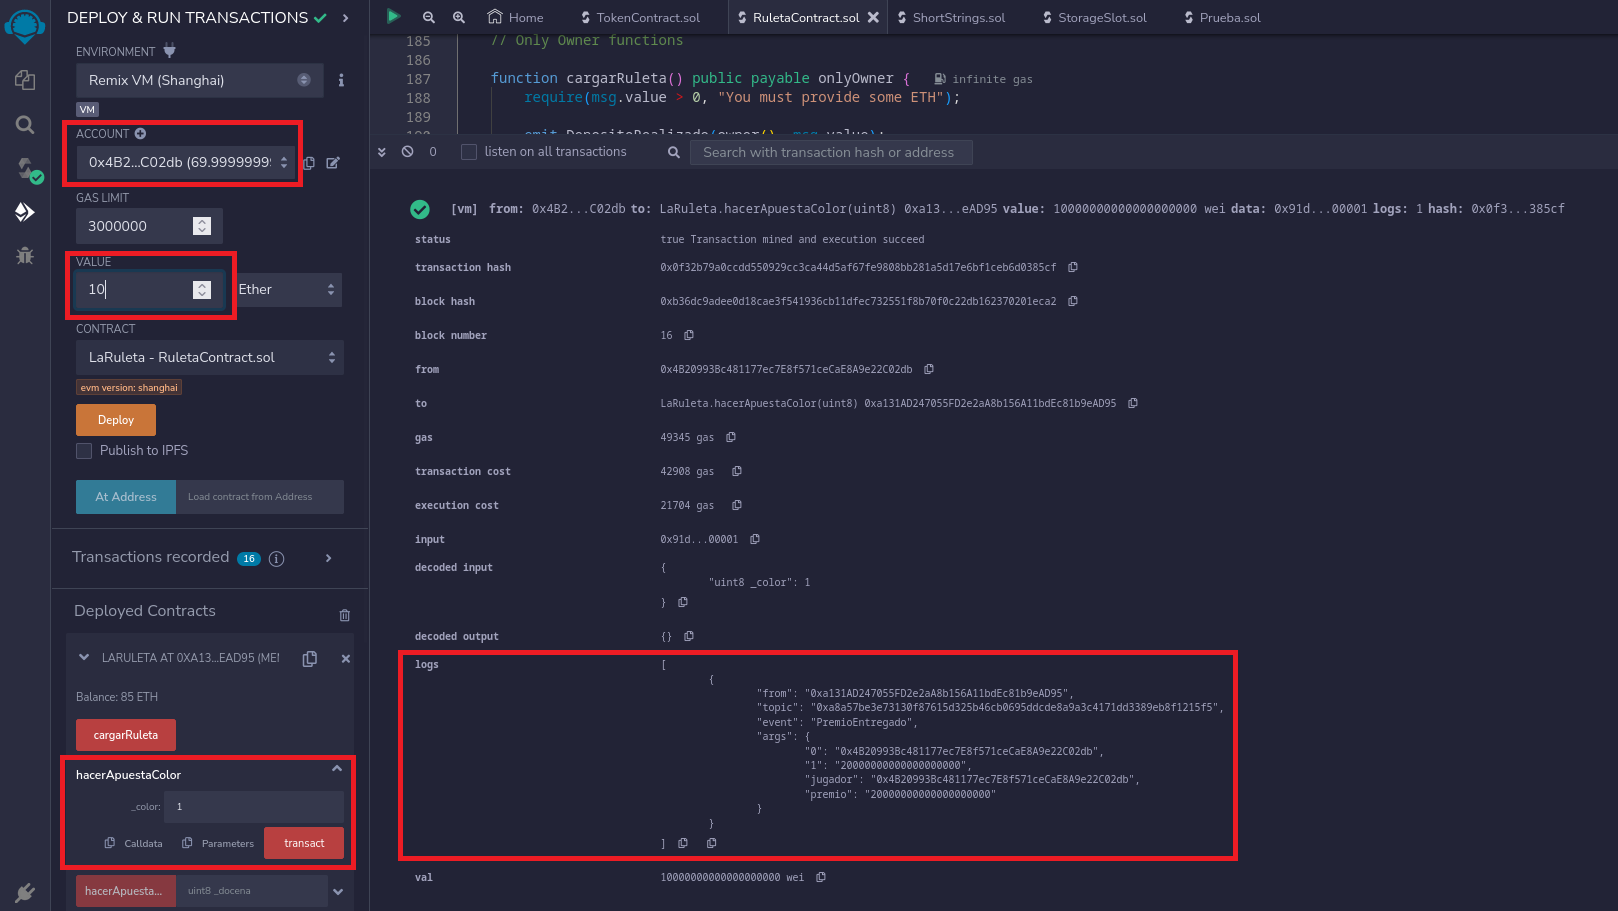 DEPLOY & RUN TRANSACTIONS
ENVIRONMENT
Remix VM (Shanghai)
VM
ACCOUNT
0x4B2...C02db (69.9999999
GAS LIMIT
3000000
VALUE
10
Ether
CONTRACT
LaRuleta - RuletaContract.sol
evm version: shanghai
Deploy
Publish to IPFS
At Address
Load contract from Address
Transactions recorded 16
Deployed Contracts
LARULETA AT 0XA13...EAD95 (MEM
Balance: 85 ETH
cargarRuleta
hacerApuestaColor
_color: 1
Calldata Parameters transact
hacerApuesta... uint8 _docena
Home TokenContract.sol RuletaContract.sol ShortStrings.sol StorageSlot.sol Prueba.sol
185 // Only Owner functions
186
187 function cargarRuleta() public payable onlyOwner { infinite gas
188 require(msg.value > 0, "You must provide some ETH");
189
190 emit DepositoRealizado(owner(), msg.value);
0 listen on all transactions Search with transaction hash or address
[vm] from: 0x4B2...C02db to: LaRuleta.hacerApuestaColor(uint8) 0xa13...eAD95 value: 10000000000000000000 wei data: 0x91d...00001 logs: 1 hash: 0x0f3...385cf
status true Transaction mined and execution succeed
transaction hash 0x0f32b79a0ccdd550929cc3ca44d5af67fe9808bb281a5d17e6bf1ceb6d0385cf
block hash 0xb36dc9adee0d18cae3f541936cb11dfec732551f8b70f0c22db162370201eca2
block number 16
from 0x4B20993Bc481177ec7E8f571ceCaE8A9e22C02db
to LaRuleta.hacerApuestaColor(uint8) 0xa131AD247055FD2e2aA8b156A11bdEc81b9eAD95
gas 49345 gas
transaction cost 42908 gas
execution cost 21704 gas
input 0x91d...00001
decoded input {
"uint8 _color": 1
}
decoded output {}
logs [
{
"from": "0xa131AD247055FD2e2aA8b156A11bdEc81b9eAD95",
"topic": "0xa8a57be3e73130f87615d325b46cb0695ddcde8a9a3c4171dd3389eb8f1215f5",
"event": "PremioEntregado",
"args": {
"0": "0x4B20993Bc481177ec7E8f571ceCaE8A9e22C02db",
"1": "20000000000000000000",
"jugador": "0x4B20993Bc481177ec7E8f571ceCaE8A9e22C02db",
"premio": "20000000000000000000"
}
}
]
val 10000000000000000000 wei